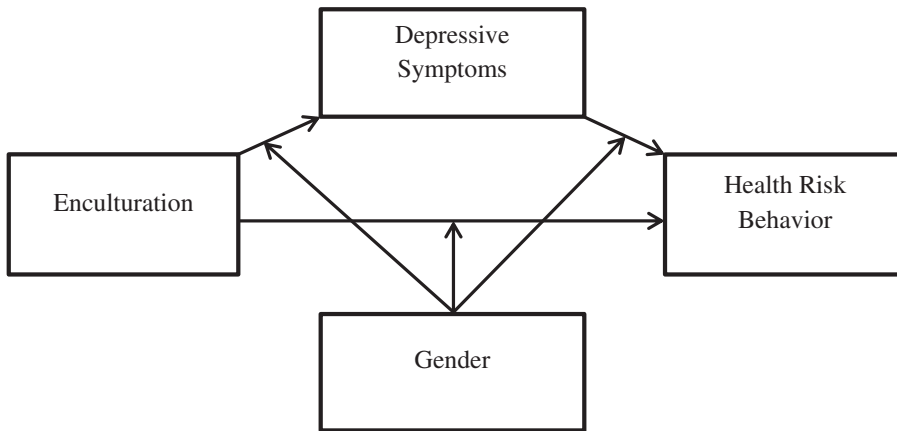 Depressive
Symptoms
Enculturation
Health Risk
Behavior
Gender